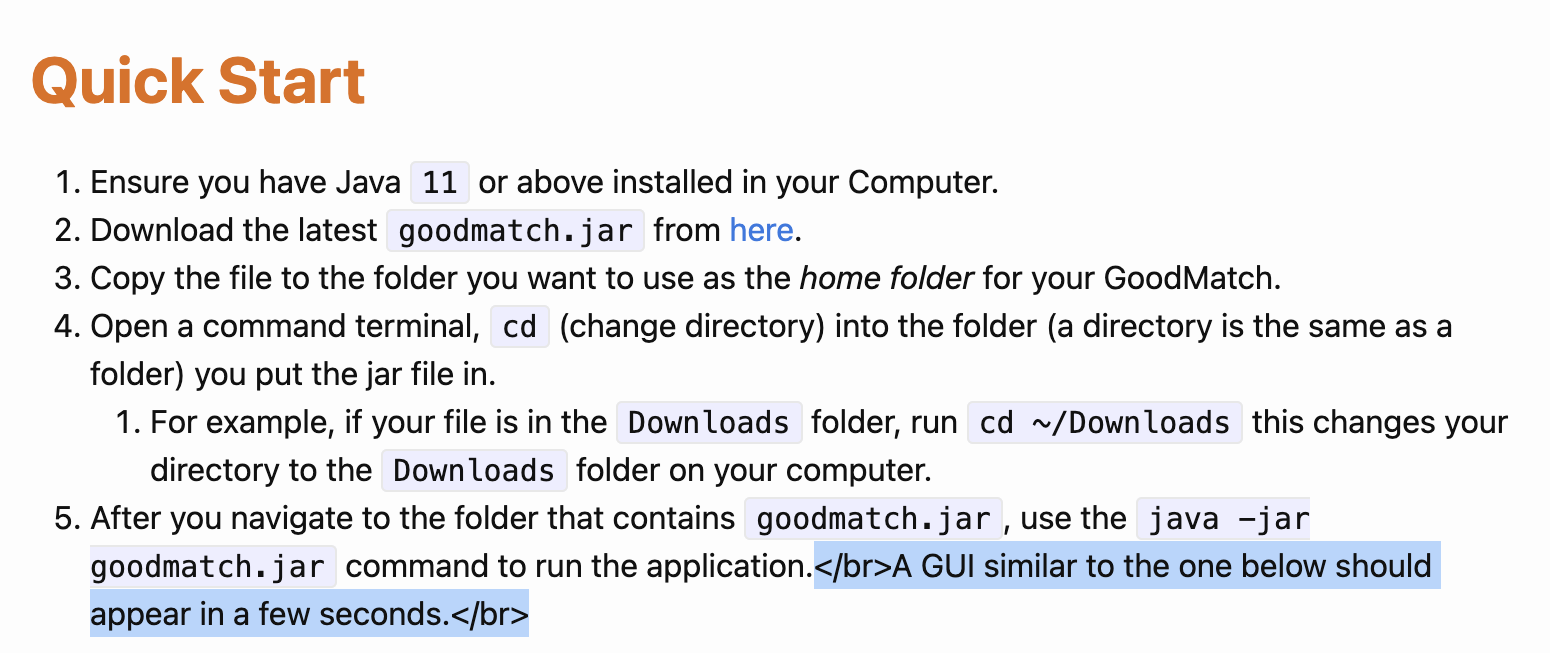 Quick Start
1. Ensure you have Java 11 or above installed in your Computer.
2. Download the latest goodmatch.jar from here.
3. Copy the file to the folder you want to use as the home folder for your GoodMatch.
4. Open a command terminal, cd (change directory) into the folder (a directory is the same as a
folder) you put the jar file in.
1. For example, if your file is in the Downloads folder, run cd ~/Downloads this changes your
directory to the Downloads folder on your computer.
5. After you navigate to the folder that contains goodmatch.jar, use the java -jar
goodmatch.jar command to run the application.</br>A GUI similar to the one below should
appear in a few seconds.</br>